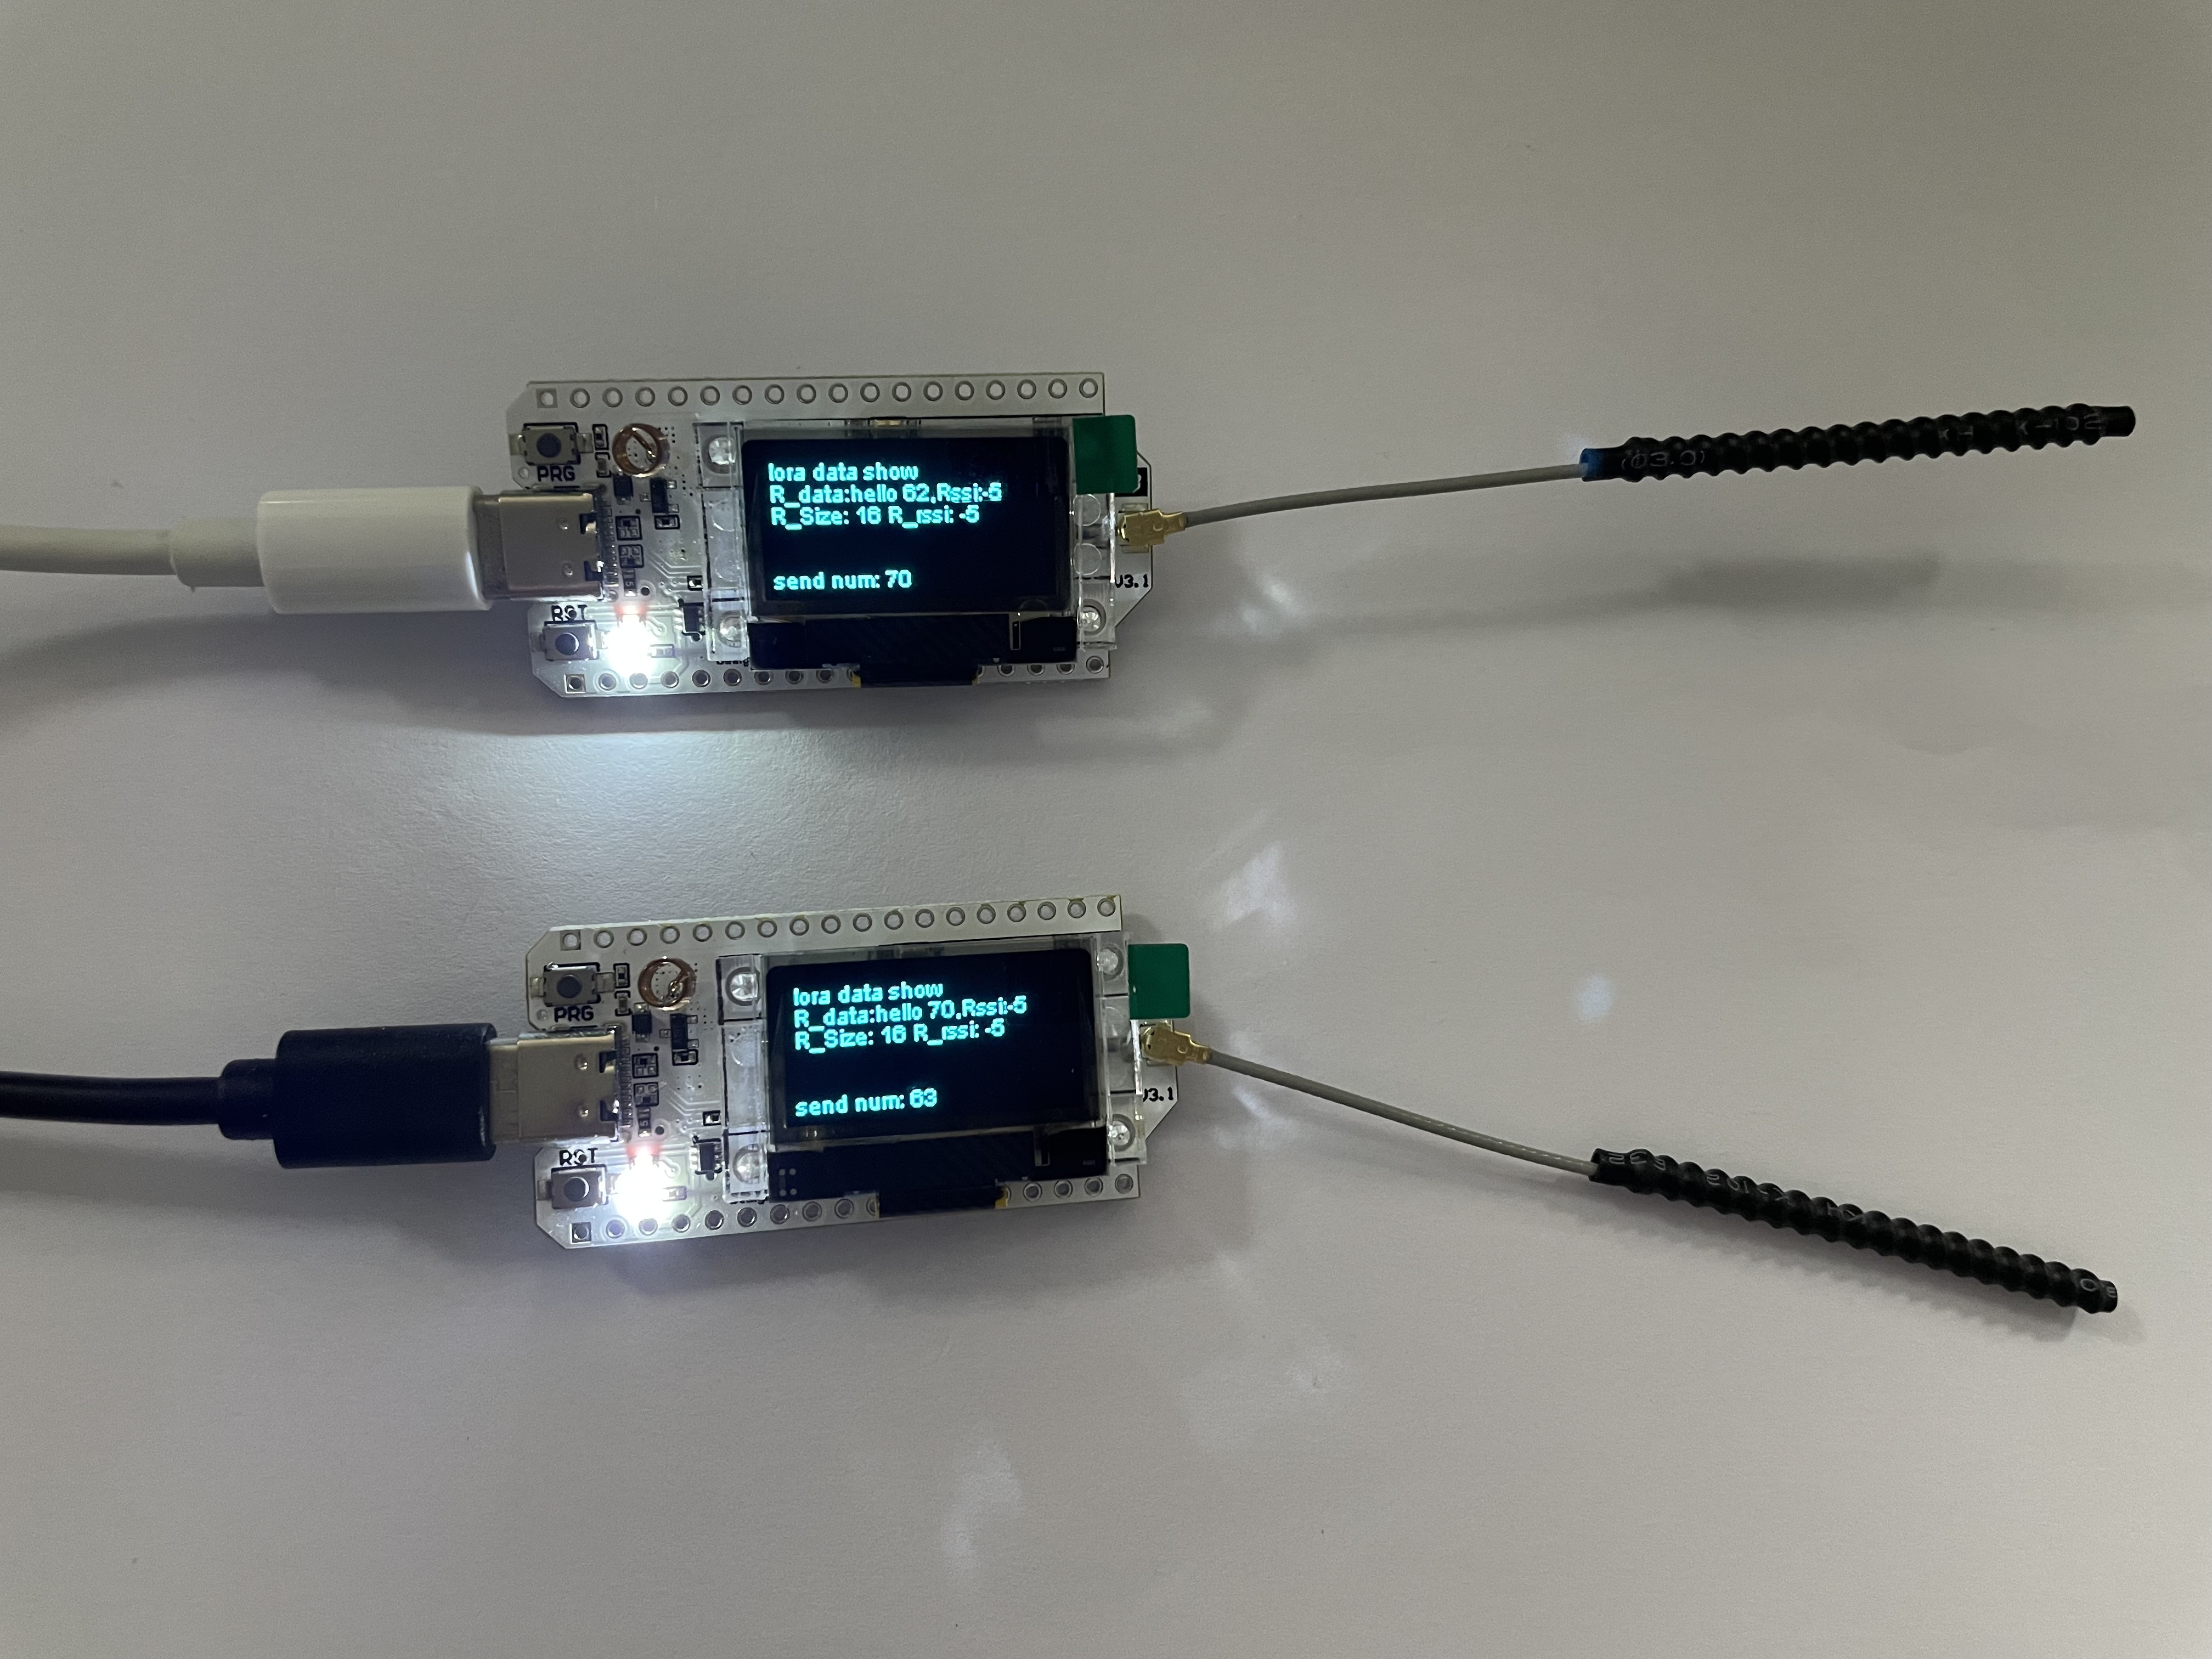 PRG
lora data show
R_data:hello 62,Rssi:-5
R_Size: 16 R_rssi: -5
send num: 70
RST
V3.1
PRG
lora data show
R_data:hello 70,Rssi:-5
R_Size: 16 R_rssi: -5
send num: 63
RST
V3.1